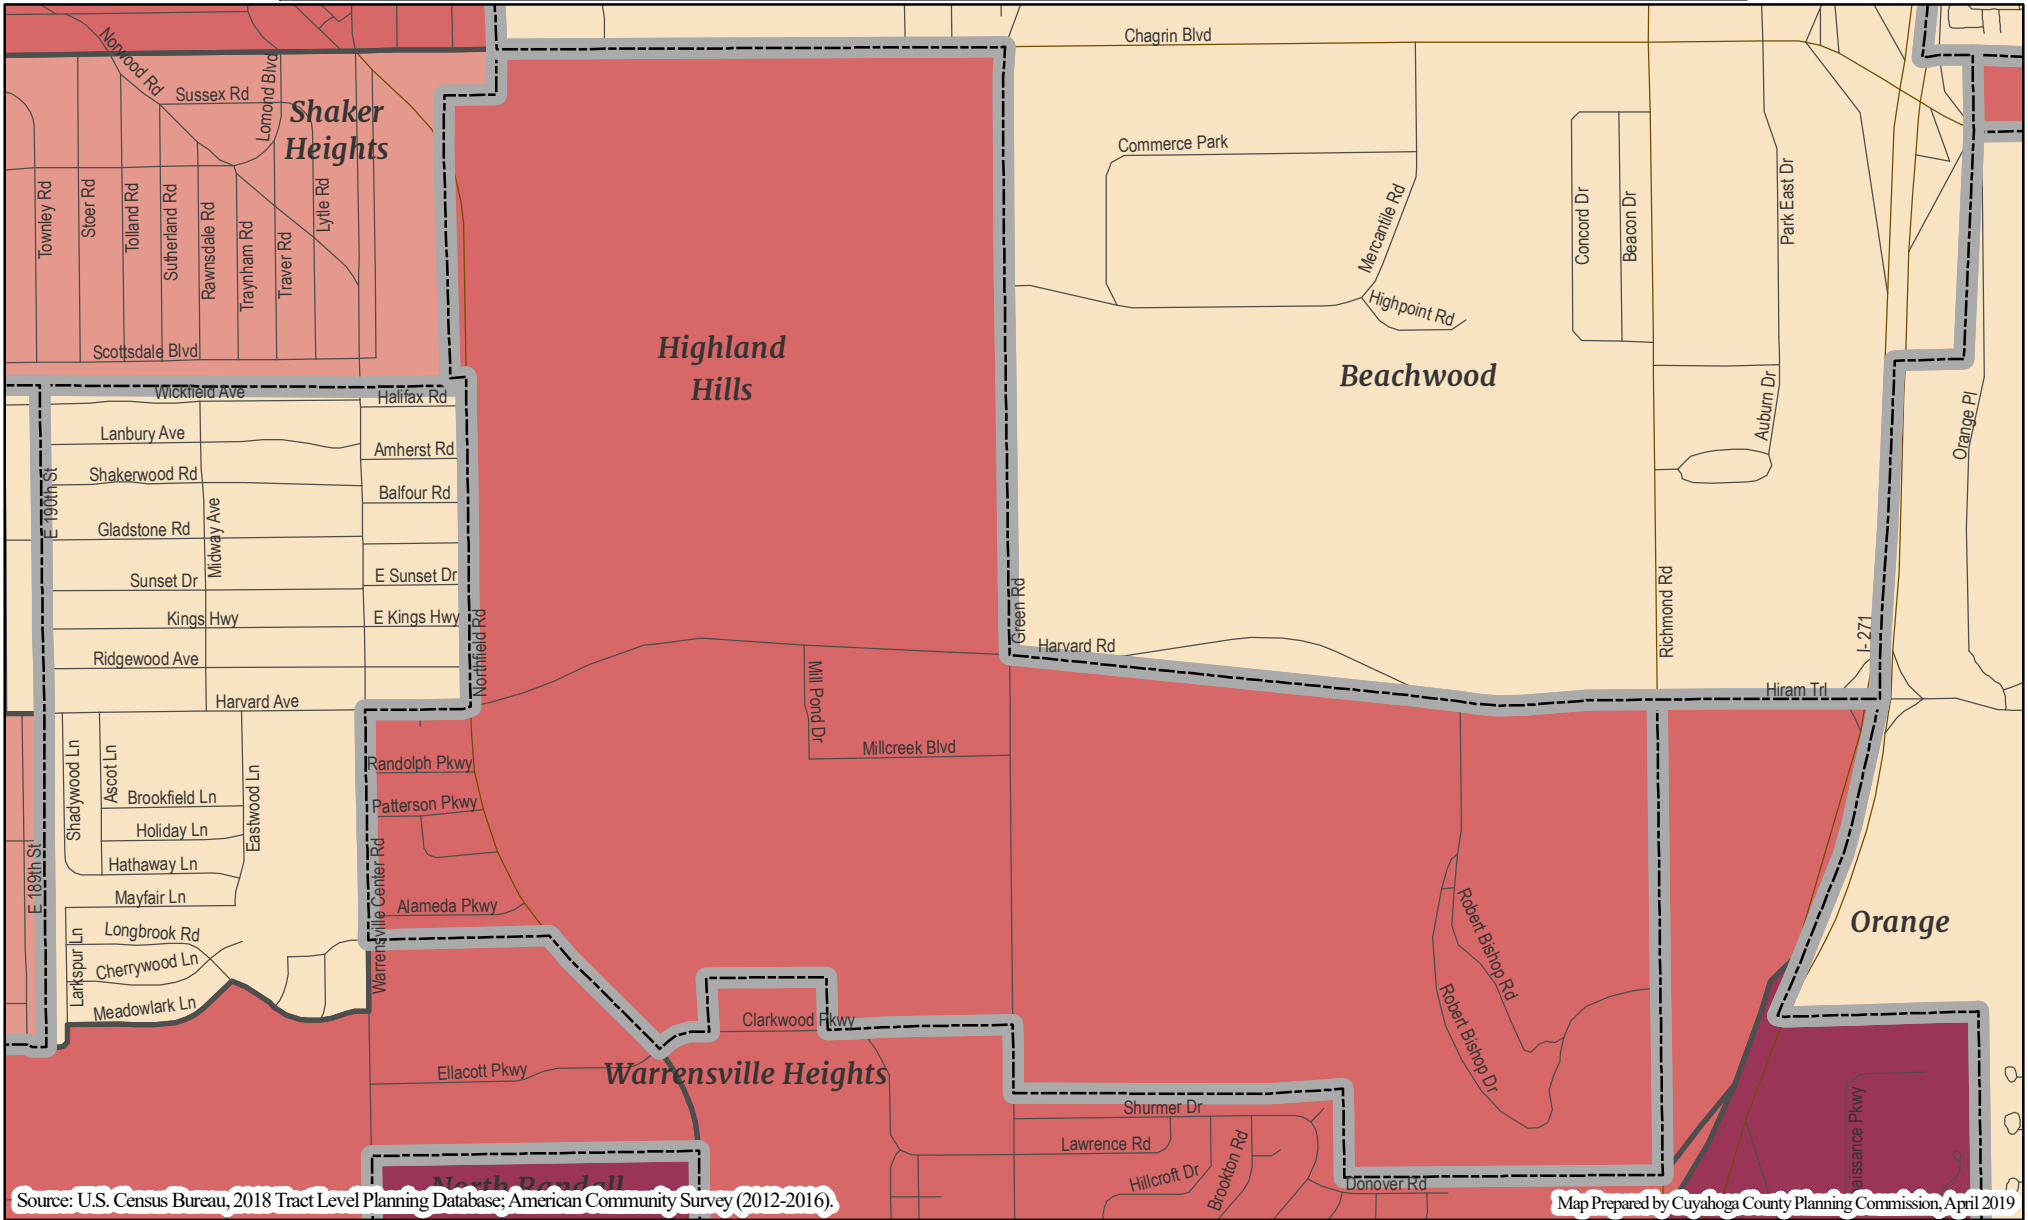 Chagrin Blvd
Norwood Rd
Sussex Rd
Lomond Blvd
Shaker
Heights
Commerce Park
Townley Rd
Stoer Rd
Tolland Rd
Sutherland Rd
Rawnsdale Rd
Traynham Rd
Traver Rd
Lytle Rd
Mercantile Rd
Concord Dr
Beacon Dr
Park East Dr
Highpoint Rd
Scottsdale Blvd
Highland
Hills
Beachwood
Wickfield Ave
Halifax Rd
Auburn Dr
Orange Pl
Lanbury Ave
Amherst Rd
Shakerwood Rd
E 190th St
Balfour Rd
Midway Ave
Gladstone Rd
Sunset Dr
E Sunset Dr
Kings Hwy
E Kings Hwy
Northfield Rd
Green Rd
Richmond Rd
I-271
Ridgewood Ave
Harvard Rd
Harvard Ave
Mill Pond Dr
Hiram Trl
Millcreek Blvd
Shadywood Ln
Ascot Ln
Eastwood Ln
Randolph Pkwy
Brookfield Ln
Patterson Pkwy
Holiday Ln
Hathaway Ln
E 189th St
Warrensville Center Rd
Mayfair Ln
Alameda Pkwy
Longbrook Rd
Cherrywood Ln
Larkspur Ln
Meadowlark Ln
Robert Bishop Rd
Robert Bishop Dr
Orange
Clarkwood Pkwy
Ellacott Pkwy
Warrensville Heights
Shurmer Dr
Lawrence Rd
Hillcroft Dr
Brookton Rd
Donover Rd
aissance Pkwy
North Randall
Source: U.S. Census Bureau, 2018 Tract Level Planning Database; American Community Survey (2012-2016).
Map Prepared by Cuyahoga County Planning Commission, April 2019